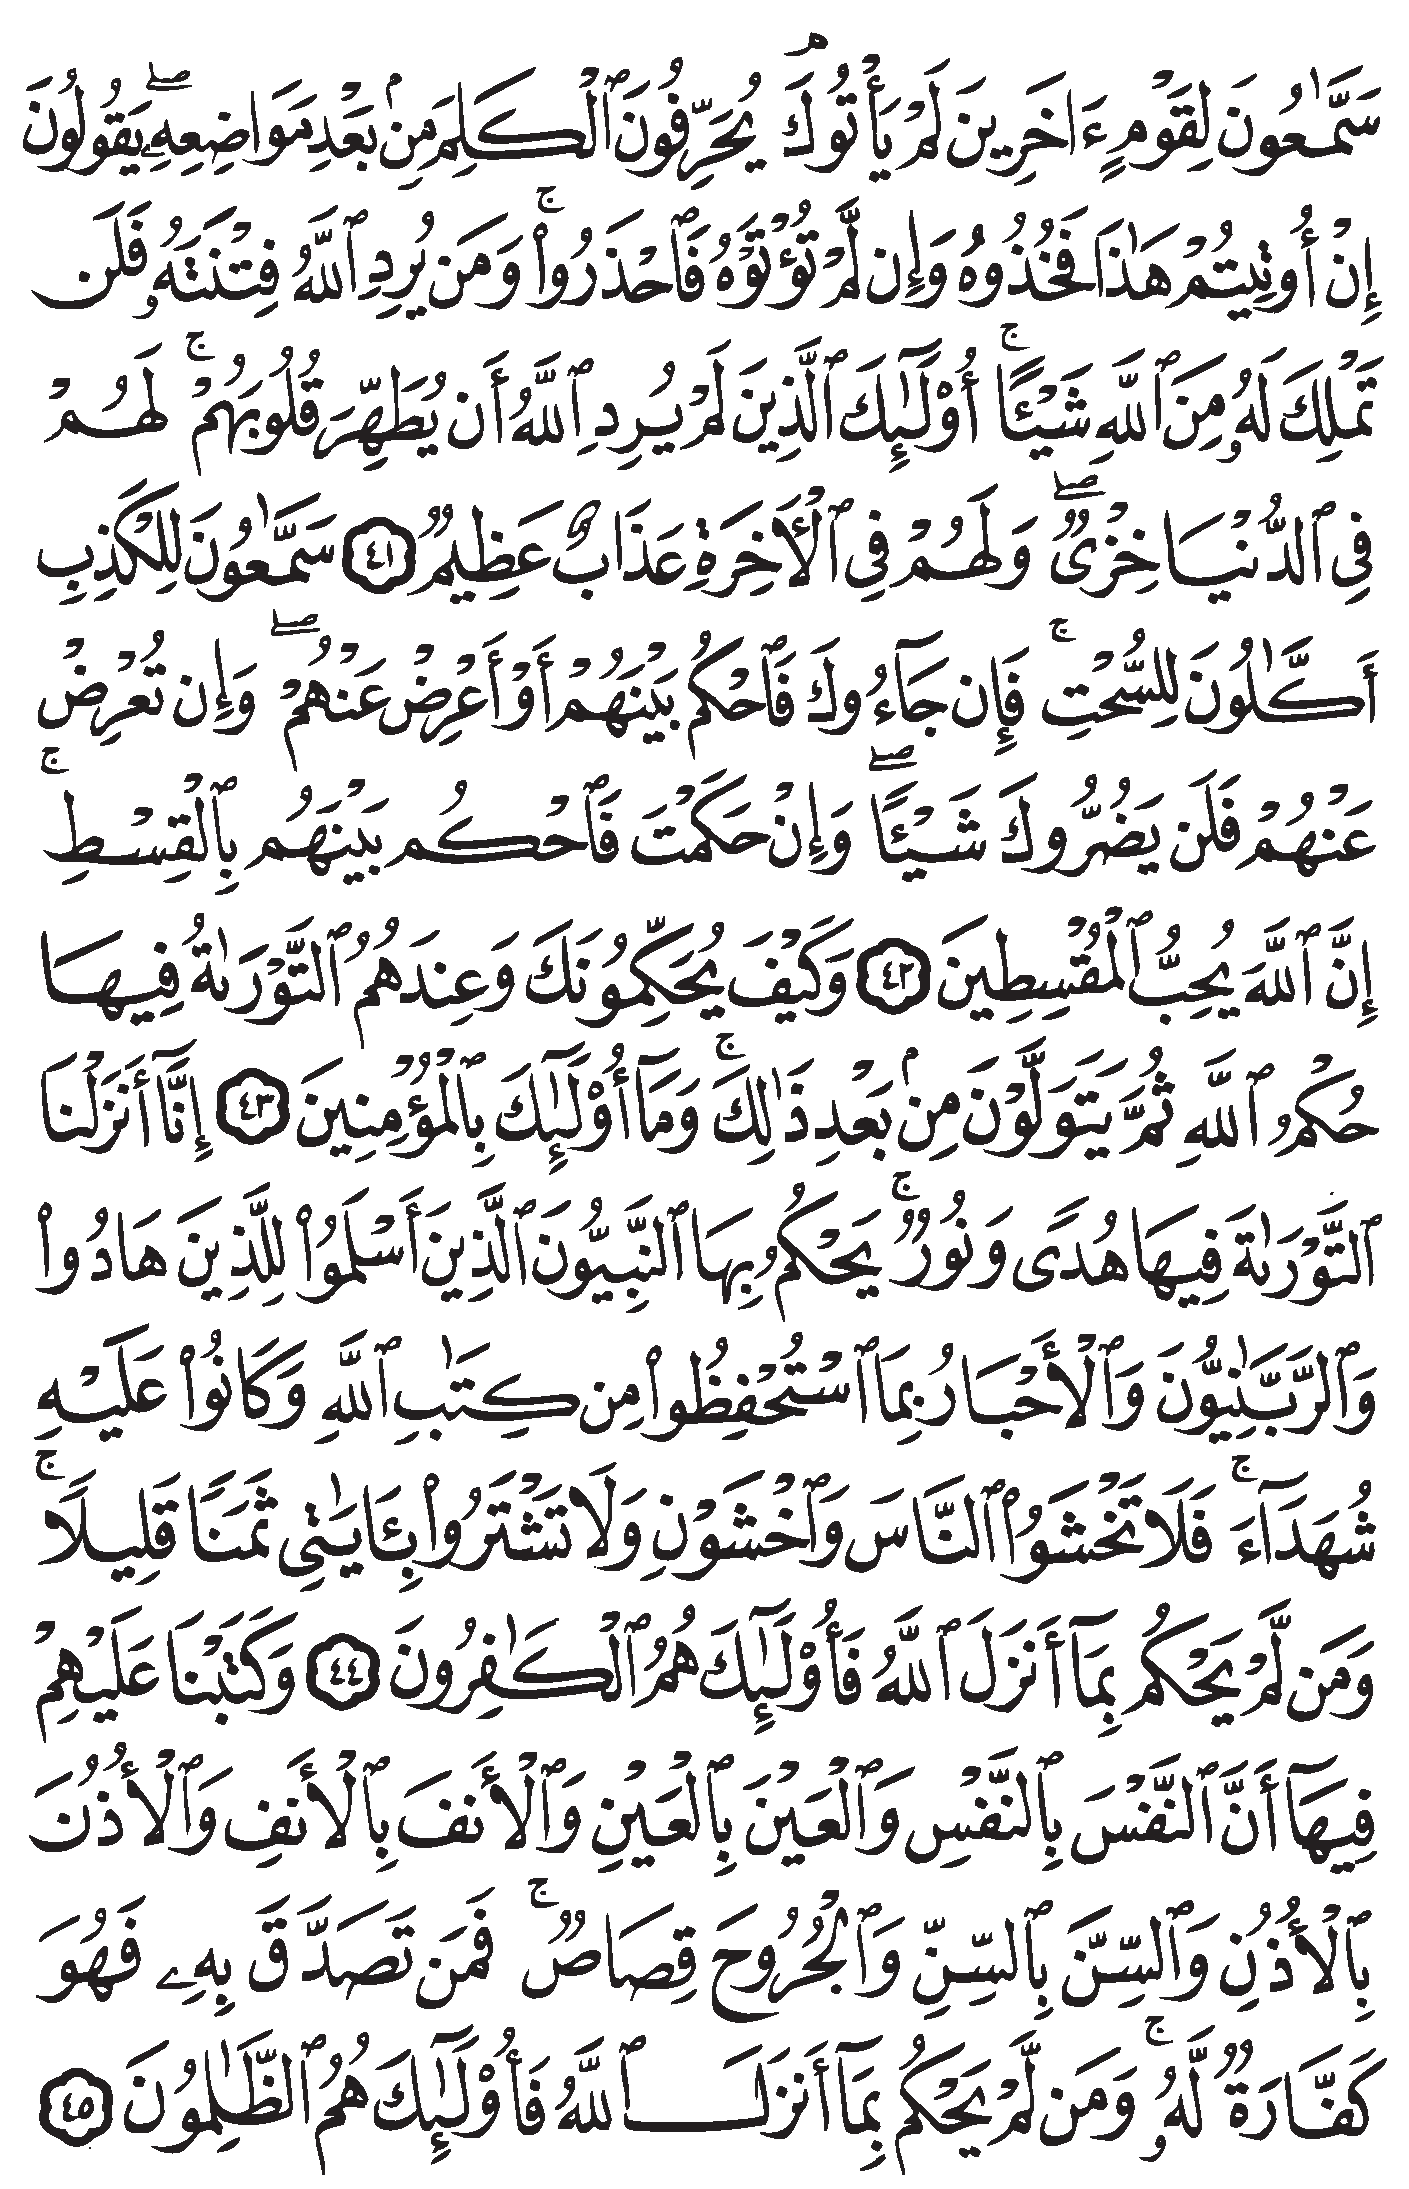 سَمَّٰعُونَ لِقَوْمٍ ءَاخَرِينَ لَمْ يَأْتُوكَۖ يُحَرِّفُونَ ٱلْكَلِمَ مِنۢ بَعْدِ مَوَاضِعِهِۦۖ يَقُولُونَ
إِنْ أُوتِيتُمْ هَٰذَا فَخُذُوهُ وَإِن لَّمْ تُؤْتَوْهُ فَٱحْذَرُوا۟ۚ وَمَن يُرِدِ ٱللَّهُ فِتْنَتَهُۥ فَلَن
تَمْلِكَ لَهُۥ مِنَ ٱللَّهِ شَيْـًٔاۚ أُو۟لَٰٓئِكَ ٱلَّذِينَ لَمْ يُرِدِ ٱللَّهُ أَن يُطَهِّرَ قُلُوبَهُمْۚ لَهُمْ
فِى ٱلدُّنْيَا خِزْىٌۖ وَلَهُمْ فِى ٱلْأَخِرَةِ عَذَابٌ عَظِيمٌ ٤١ سَمَّٰعُونَ لِلْكَذِبِ
أَكَّٰلُونَ لِلسُّحْتِۚ فَإِن جَآءُوكَ فَٱحْكُم بَيْنَهُمْ أَوْ أَعْرِضْ عَنْهُمْۖ وَإِن تُعْرِضْ
عَنْهُمْ فَلَن يَضُرُّوكَ شَيْـًٔاۖ وَإِنْ حَكَمْتَ فَٱحْكُم بَيْنَهُم بِٱلْقِسْطِۚ
إِنَّ ٱللَّهَ يُحِبُّ ٱلْمُقْسِطِينَ ٤٢ وَكَيْفَ يُحَكِّمُونَكَ وَعِندَهُمُ ٱلتَّوْرَىٰةُ فِيهَا
حُكْمُ ٱللَّهِ ثُمَّ يَتَوَلَّوْنَ مِنۢ بَعْدِ ذَٰلِكَۚ وَمَآ أُو۟لَٰٓئِكَ بِٱلْمُؤْمِنِينَ ٤٣ إِنَّآ أَنزَلْنَا
ٱلتَّوْرَىٰةَ فِيهَا هُدًى وَنُورٌۚ يَحْكُمُ بِهَا ٱلنَّبِيُّونَ ٱلَّذِينَ أَسْلَمُوا۟ لِلَّذِينَ هَادُوا۟
وَٱلرَّبَّٰنِيُّونَ وَٱلْأَحْبَارُ بِمَا ٱسْتُحْفِظُوا۟ مِن كِتَٰبِ ٱللَّهِ وَكَانُوا۟ عَلَيْهِ
شُهَدَآءَۚ فَلَا تَخْشَوُا۟ ٱلنَّاسَ وَٱخْشَوْنِ وَلَا تَشْتَرُوا۟ بِـَٔايَٰتِى ثَمَنًا قَلِيلًاۚ
وَمَن لَّمْ يَحْكُم بِمَآ أَنزَلَ ٱللَّهُ فَأُو۟لَٰٓئِكَ هُمُ ٱلْكَٰفِرُونَ ٤٤ وَكَتَبْنَا عَلَيْهِمْ
فِيهَآ أَنَّ ٱلنَّفْسَ بِٱلنَّفْسِ وَٱلْعَيْنَ بِٱلْعَيْنِ وَٱلْأَنفَ بِٱلْأَنفِ وَٱلْأُذُنَ
بِٱلْأُذُنِ وَٱلسِّنَّ بِٱلسِّنِّ وَٱلْجُرُوحَ قِصَاصٌۚ فَمَن تَصَدَّقَ بِهِۦ فَهُوَ
كَفَّارَةٌ لَّهُۥۚ وَمَن لَّمْ يَحْكُم بِمَآ أَنزَلَ ٱللَّهُ فَأُو۟لَٰٓئِكَ هُمُ ٱلظَّٰلِمُونَ ٤٥